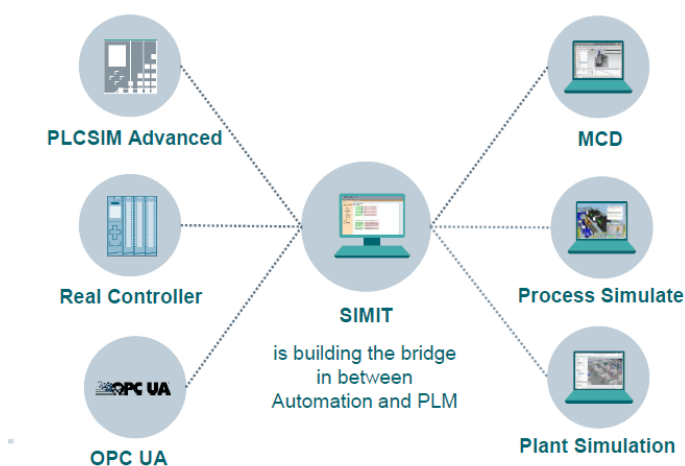 PLCSIM Advanced
MCD
Real Controller
SIMIT
Process Simulate
is building the bridge
in between
Automation and PLM
OPC UA
OPC UA
Plant Simulation